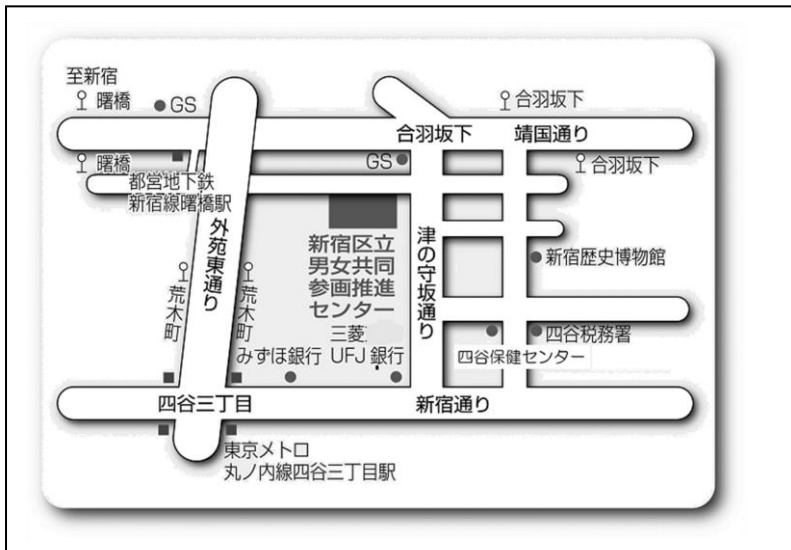 至新宿
曙橋
GS
合羽坂下
合羽坂下
靖国通り
曙橋
GS
合羽坂下
都営地下鉄
新宿線曙橋駅
外苑東通り
新宿区立
男女共同
参画推進
センター
津の守坂通り
新宿歴史博物館
荒木町
荒木町
三菱
UFJ 銀行
みずほ銀行
四谷税務署
四谷保健センター
四谷三丁目
新宿通り
東京メトロ
丸ノ内線四谷三丁目駅